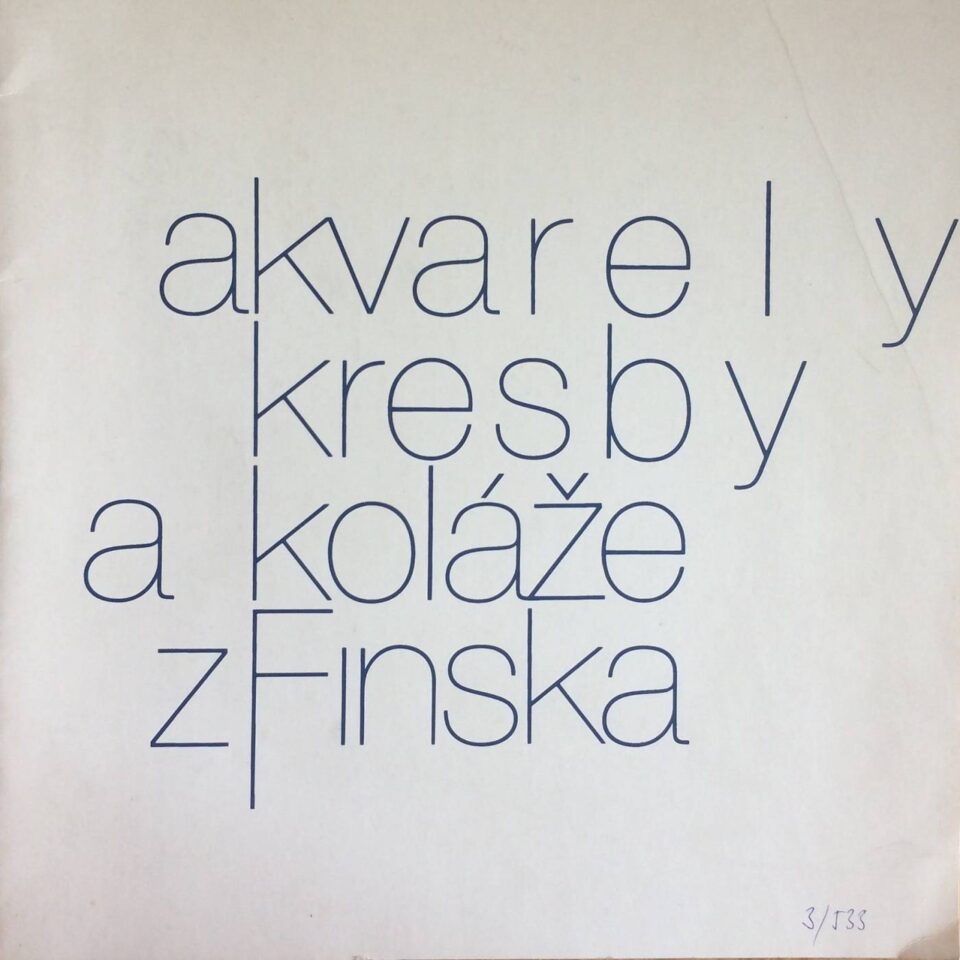 akvarely
kresby
a koláže
z Finska
3/533